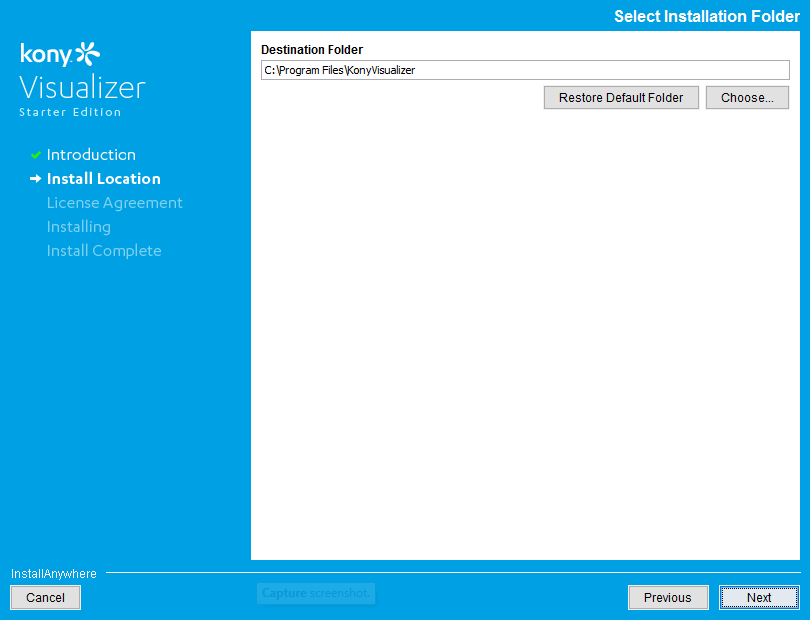 Select Installation Folder
kony
Visualizer
Starter Edition
Introduction
Install Location
License Agreement
Installing
Install Complete
Destination Folder
C:\Program Files\KonyVisualizer
Restore Default Folder
Choose...
InstallAnywhere
Cancel
Capture screenshot.
Previous
Next